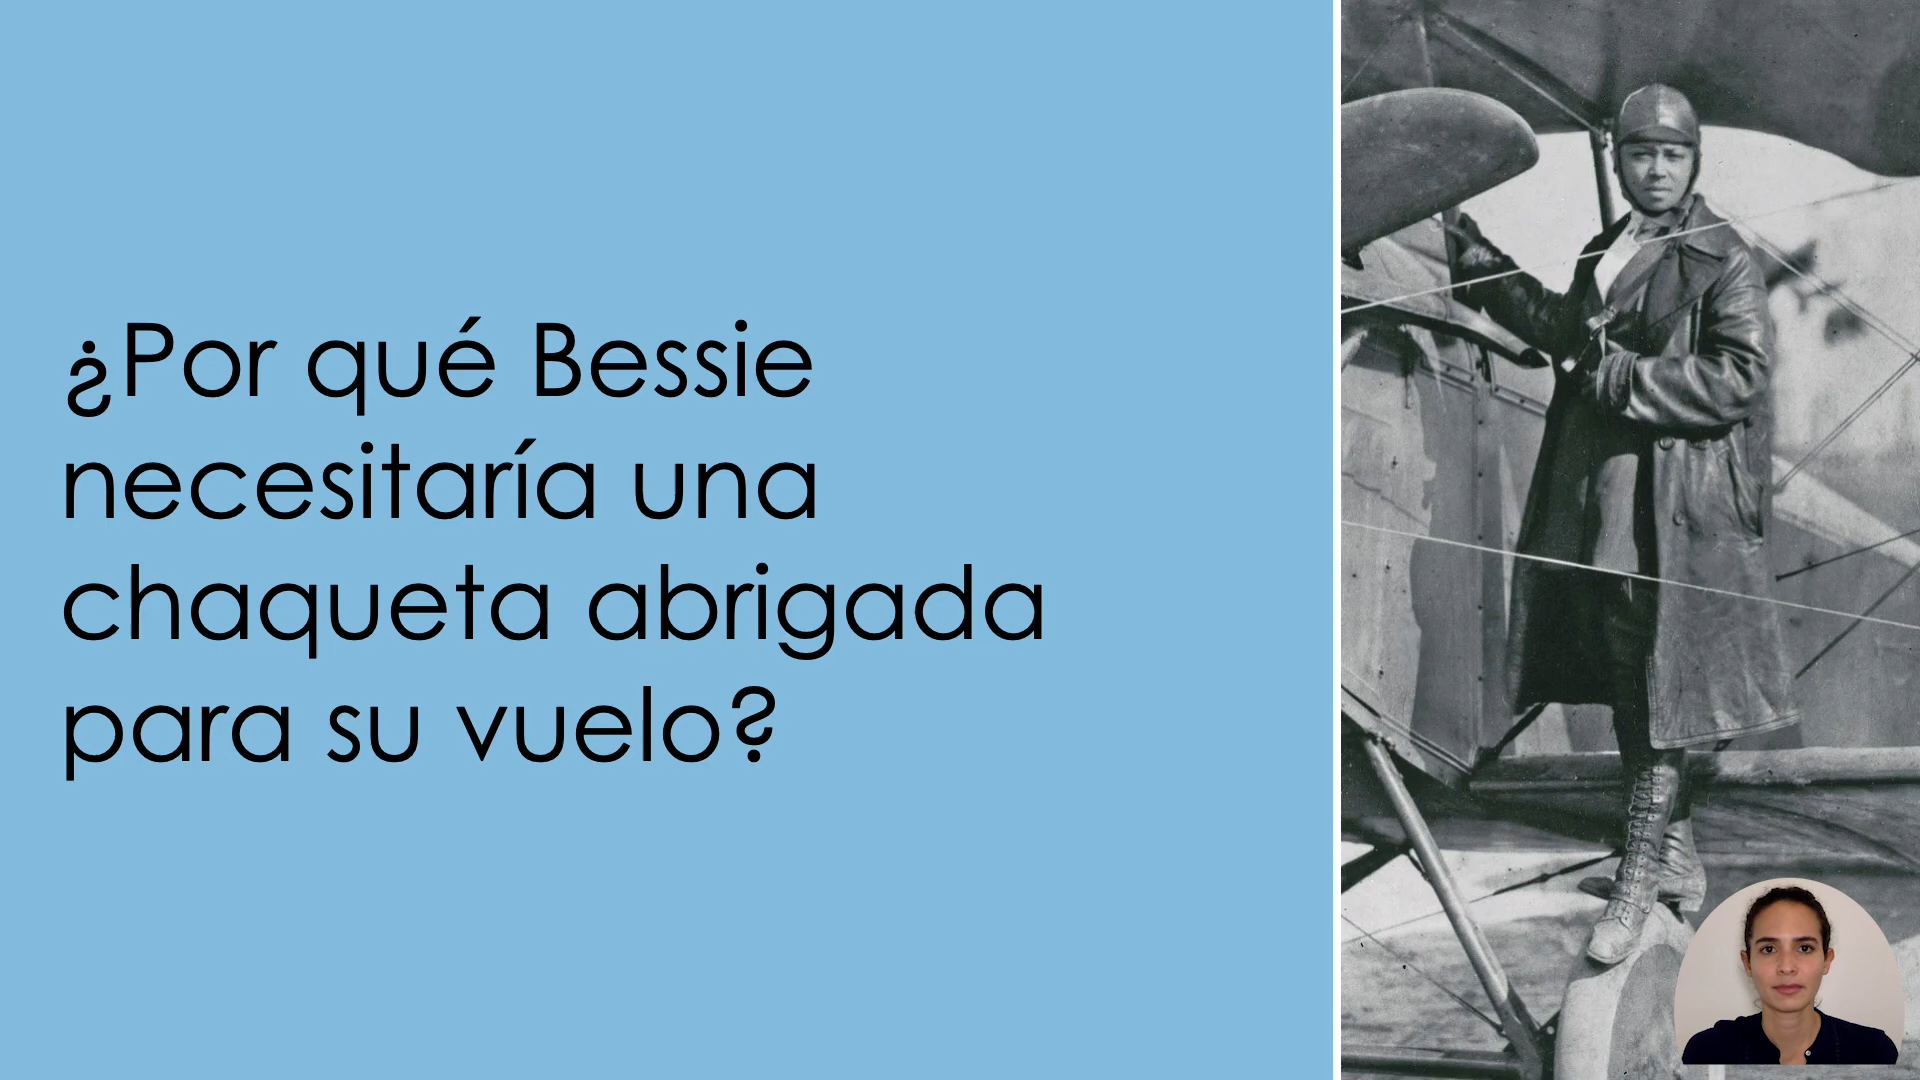 ¿Por qué Bessie
necesitaría una
chaqueta abrigada
para su vuelo?